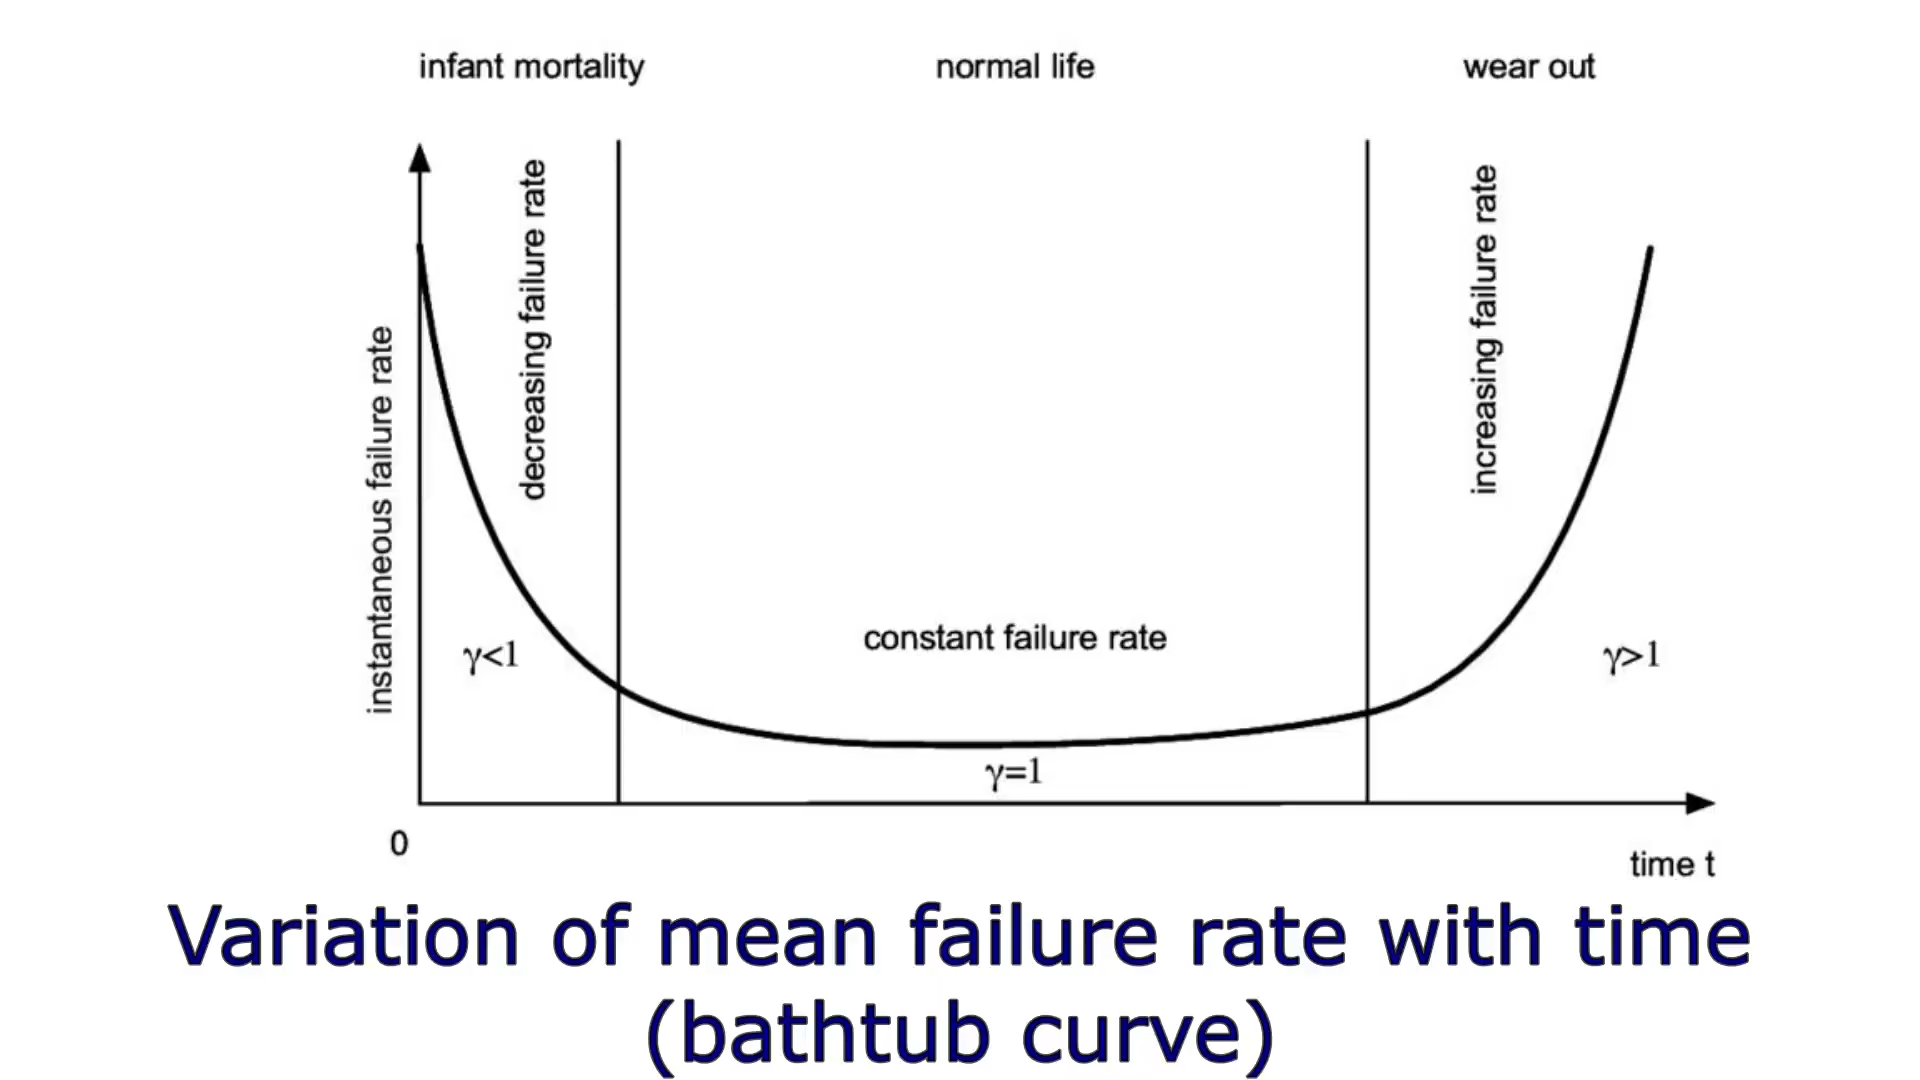 infant mortality
normal life
wear out
instantaneous failure rate
decreasing failure rate
increasing failure rate
constant failure rate
γ<1
γ=1
γ>1
0
time t
Variation of mean failure rate with time
(bathtub curve)